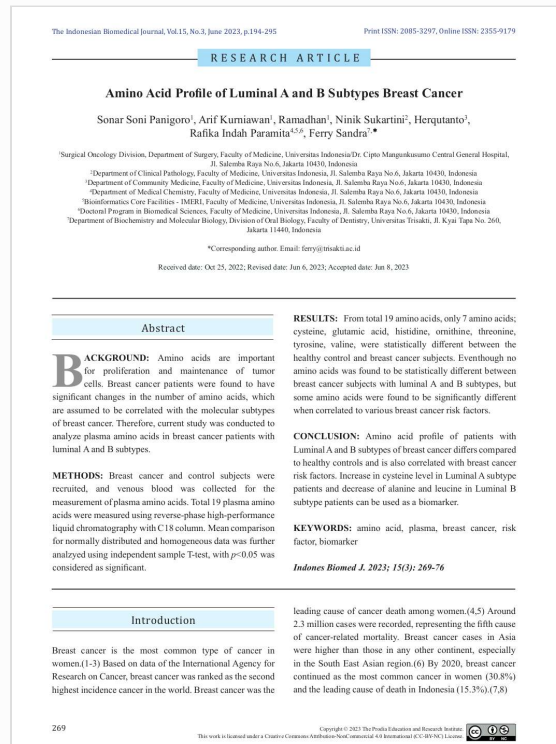 The Indonesian Biomedical Journal, Vol.15, No.3, June 2023, p.194-295
Print ISSN: 2085-3297, Online ISSN: 2355-9179
RESEARCH ARTICLE
Amino Acid Profile of Luminal A and B Subtypes Breast Cancer
Sonar Soni Panigoro1, Arif Kurniawan1, Ramadhan1, Ninik Sukartini2, Herqutanto3,
Rafika Indah Paramita4,5,6, Ferry Sandra7,*
1Surgical Oncology Division, Department of Surgery, Faculty of Medicine, Universitas Indonesia/Dr. Cipto Mangunkusumo Central General Hospital,
Jl. Salemba Raya No.6, Jakarta 10430, Indonesia
2Department of Clinical Pathology, Faculty of Medicine, Universitas Indonesia, Jl. Salemba Raya No.6, Jakarta 10430, Indonesia
3Department of Community Medicine, Faculty of Medicine, Universitas Indonesia, Jl. Salemba Raya No.6, Jakarta 10430, Indonesia
4Department of Medical Chemistry, Faculty of Medicine, Universitas Indonesia, Jl. Salemba Raya No.6, Jakarta 10430, Indonesia
5Bioinformatics Core Facilities - IMERI, Faculty of Medicine, Universitas Indonesia, Jl. Salemba Raya No.6, Jakarta 10430, Indonesia
6Doctoral Program in Biomedical Sciences, Faculty of Medicine, Universitas Indonesia, Jl. Salemba Raya No.6, Jakarta 10430, Indonesia
7Department of Biochemistry and Molecular Biology, Division of Oral Biology, Faculty of Dentistry, Universitas Trisakti, Jl. Kyai Tapa No. 260,
Jakarta 11440, Indonesia
*Corresponding author. Email: ferry@trisakti.ac.id
Received date: Oct 25, 2022; Revised date: Jun 6, 2023; Accepted date: Jun 8, 2023
Abstract
BACKGROUND: Amino acids are important
for proliferation and maintenance of tumor
cells. Breast cancer patients were found to have
significant changes in the number of amino acids, which
are assumed to be correlated with the molecular subtypes
of breast cancer. Therefore, current study was conducted to
analyze plasma amino acids in breast cancer patients with
luminal A and B subtypes.
METHODS: Breast cancer and control subjects were
recruited, and venous blood was collected for the
measurement of plasma amino acids. Total 19 plasma amino
acids were measured using reverse-phase high-performance
liquid chromatography with C18 column. Mean comparison
for normally distributed and homogeneous data was further
analzyed using independent sample T-test, with p<0.05 was
considered as significant.
RESULTS: From total 19 amino acids, only 7 amino acids;
cysteine, glutamic acid, histidine, ornithine, threonine,
tyrosine, valine, were statistically different between the
healthy control and breast cancer subjects. Eventhough no
amino acids was found to be statistically different between
breast cancer subjects with luminal A and B subtypes, but
some amino acids were found to be significantly different
when correlated to various breast cancer risk factors.
CONCLUSION: Amino acid profile of patients with
Luminal A and B subtypes of breast cancer differs compared
to healthy controls and is also correlated with breast cancer
risk factors. Increase in cysteine level in Luminal A subtype
patients and decrease of alanine and leucine in Luminal B
subtype patients can be used as a biomarker.
KEYWORDS: amino acid, plasma, breast cancer, risk
factor, biomarker
Indones Biomed J. 2023; 15(3): 269-76
Introduction
Breast cancer is the most common type of cancer in
women.(1-3) Based on data of the International Agency for
Research on Cancer, breast cancer was ranked as the second
highest incidence cancer in the world. Breast cancer was the
leading cause of cancer death among women.(4,5) Around
2.3 million cases were recorded, representing the fifth cause
of cancer-related mortality. Breast cancer cases in Asia
were higher than those in any other continent, especially
in the South East Asian region.(6) By 2020, breast cancer
continued as the most common cancer in women (30.8%)
and the leading cause of death in Indonesia (15.3%).(7,8)
269
Copyright © 2023 The Prodia Education and Research Institute.
This work is licensed under a Creative Commons Attribution-NonCommercial 4.0 International (CC-BY-NC) License.
cc BY NC